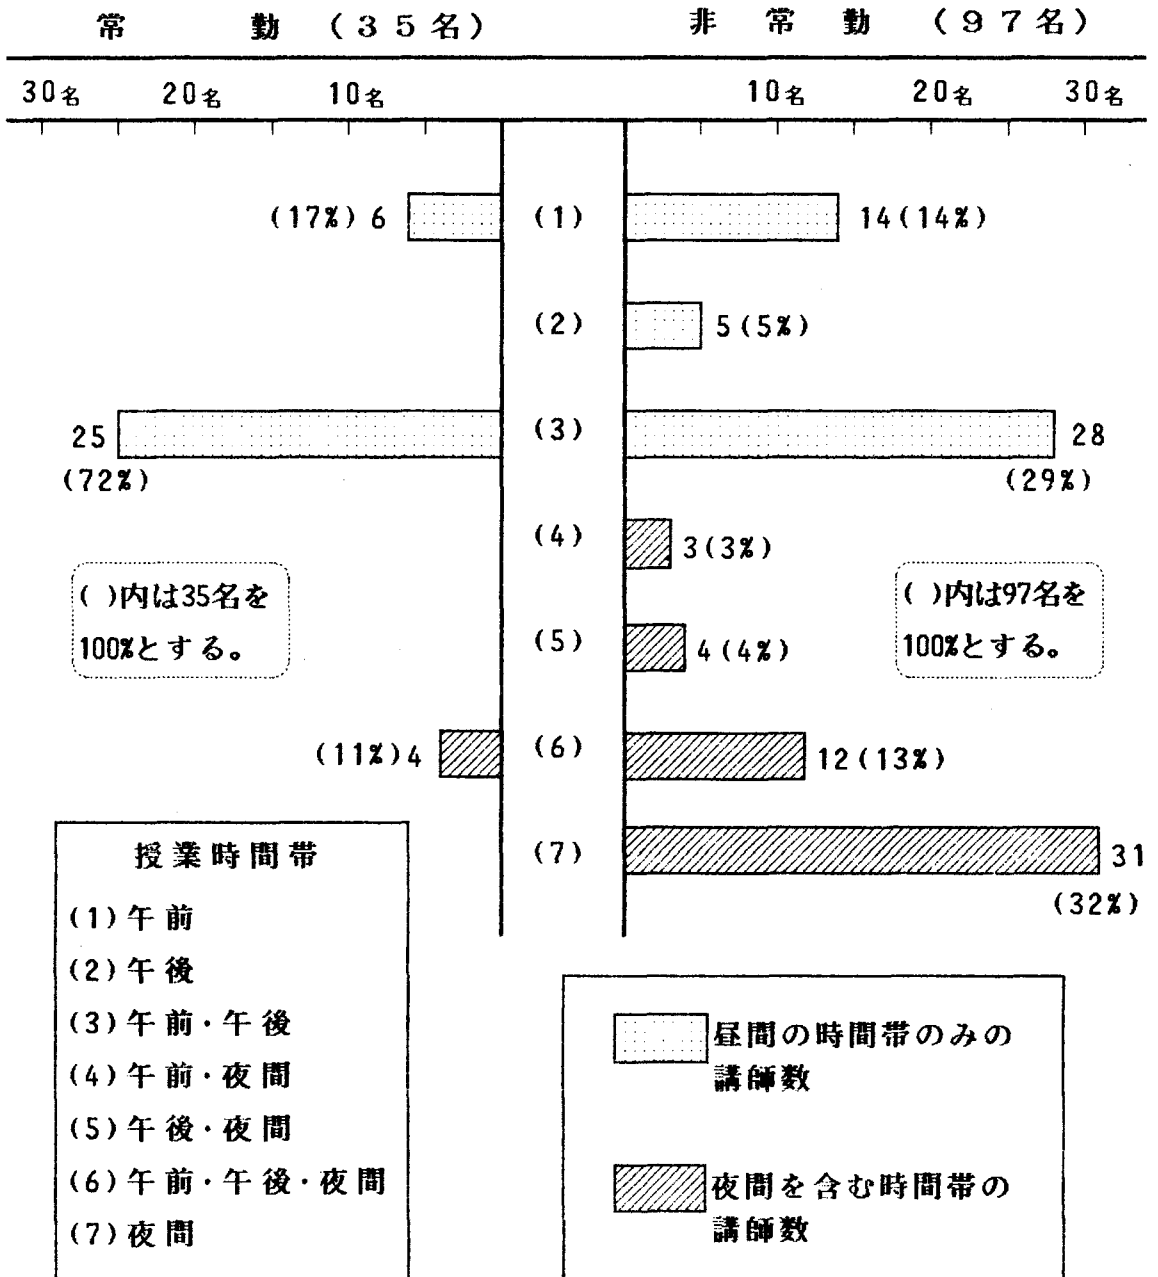 常勤(35名) 非常勤(97名)
30名 20名 10名 10名 20名 30名
(17%)6 (1) 14(14%)
(2) 5(5%)
25 (3) 28
(72%) (29%)
(4) 3(3%)
( )内は35名を
100%とする。
( )内は97名を
100%とする。
(5) 4(4%)
(11%)4 (6) 12(13%)
(7) 31
(32%)
授業時間帯
(1)午前
(2)午後
(3)午前・午後
(4)午前・夜間
(5)午後・夜間
(6)午前・午後・夜間
(7)夜間
昼間の時間帯のみの
講師数
夜間を含む時間帯の
講師数